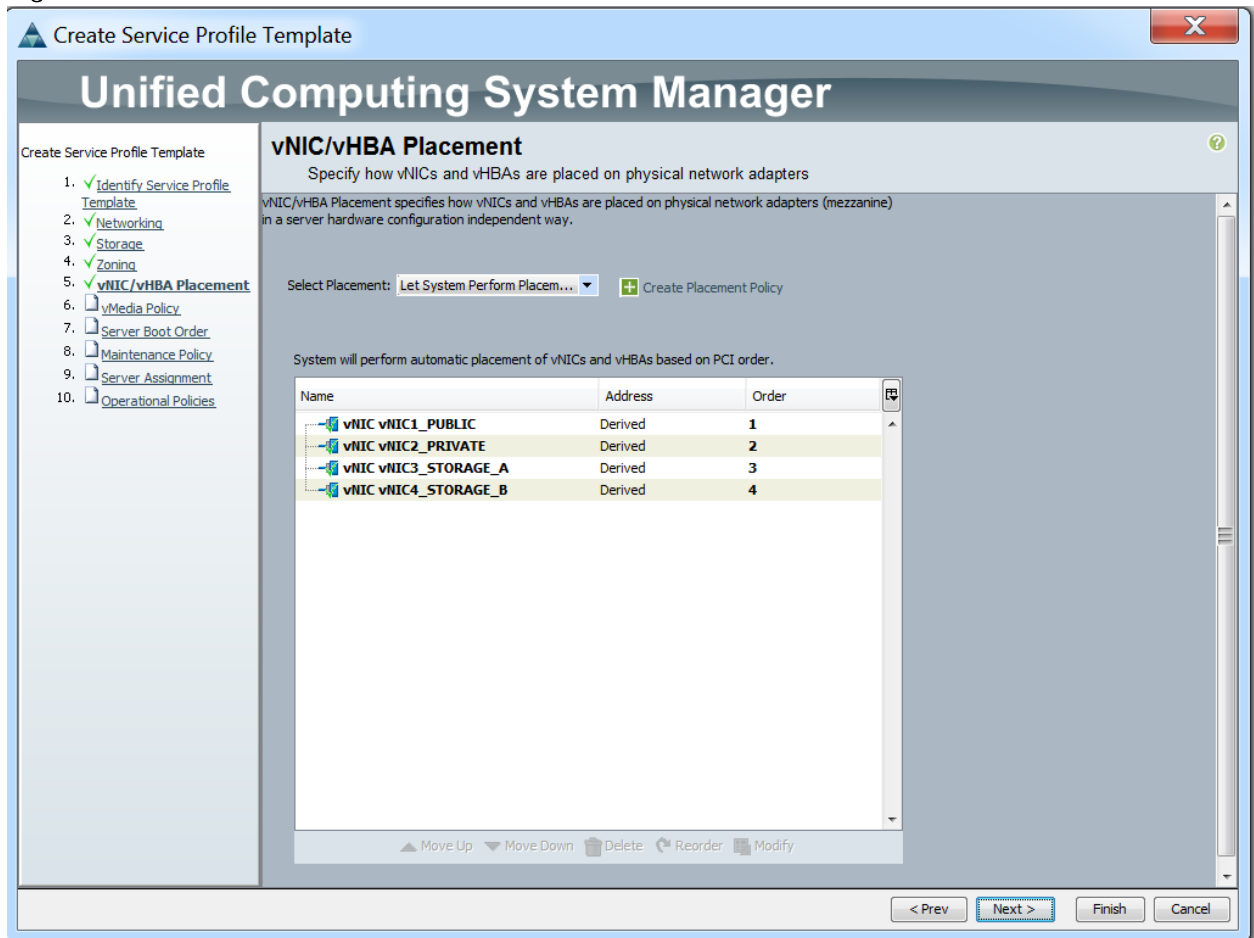 Create Service Profile Template
Unified Computing System Manager
Create Service Profile Template
1. Identify Service Profile
Template
2. Networking
3. Storage
4. Zoning
5. vNIC/vHBA Placement
6. vMedia Policy
7. Server Boot Order
8. Maintenance Policy
9. Server Assignment
10. Operational Policies
vNIC/vHBA Placement
Specify how vNICs and vHBAs are placed on physical network adapters
vNIC/vHBA Placement specifies how vNICs and vHBAs are placed on physical network adapters (mezzanine)
in a server hardware configuration independent way.
Select Placement: Let System Perform Placem... Create Placement Policy
System will perform automatic placement of vNICs and vHBAs based on PCI order.
Name Address Order
vNIC vNIC1_PUBLIC Derived 1
vNIC vNIC2_PRIVATE Derived 2
vNIC vNIC3_STORAGE_A Derived 3
vNIC vNIC4_STORAGE_B Derived 4
Move Up Move Down Delete Reorder Modify
< Prev Next > Finish Cancel